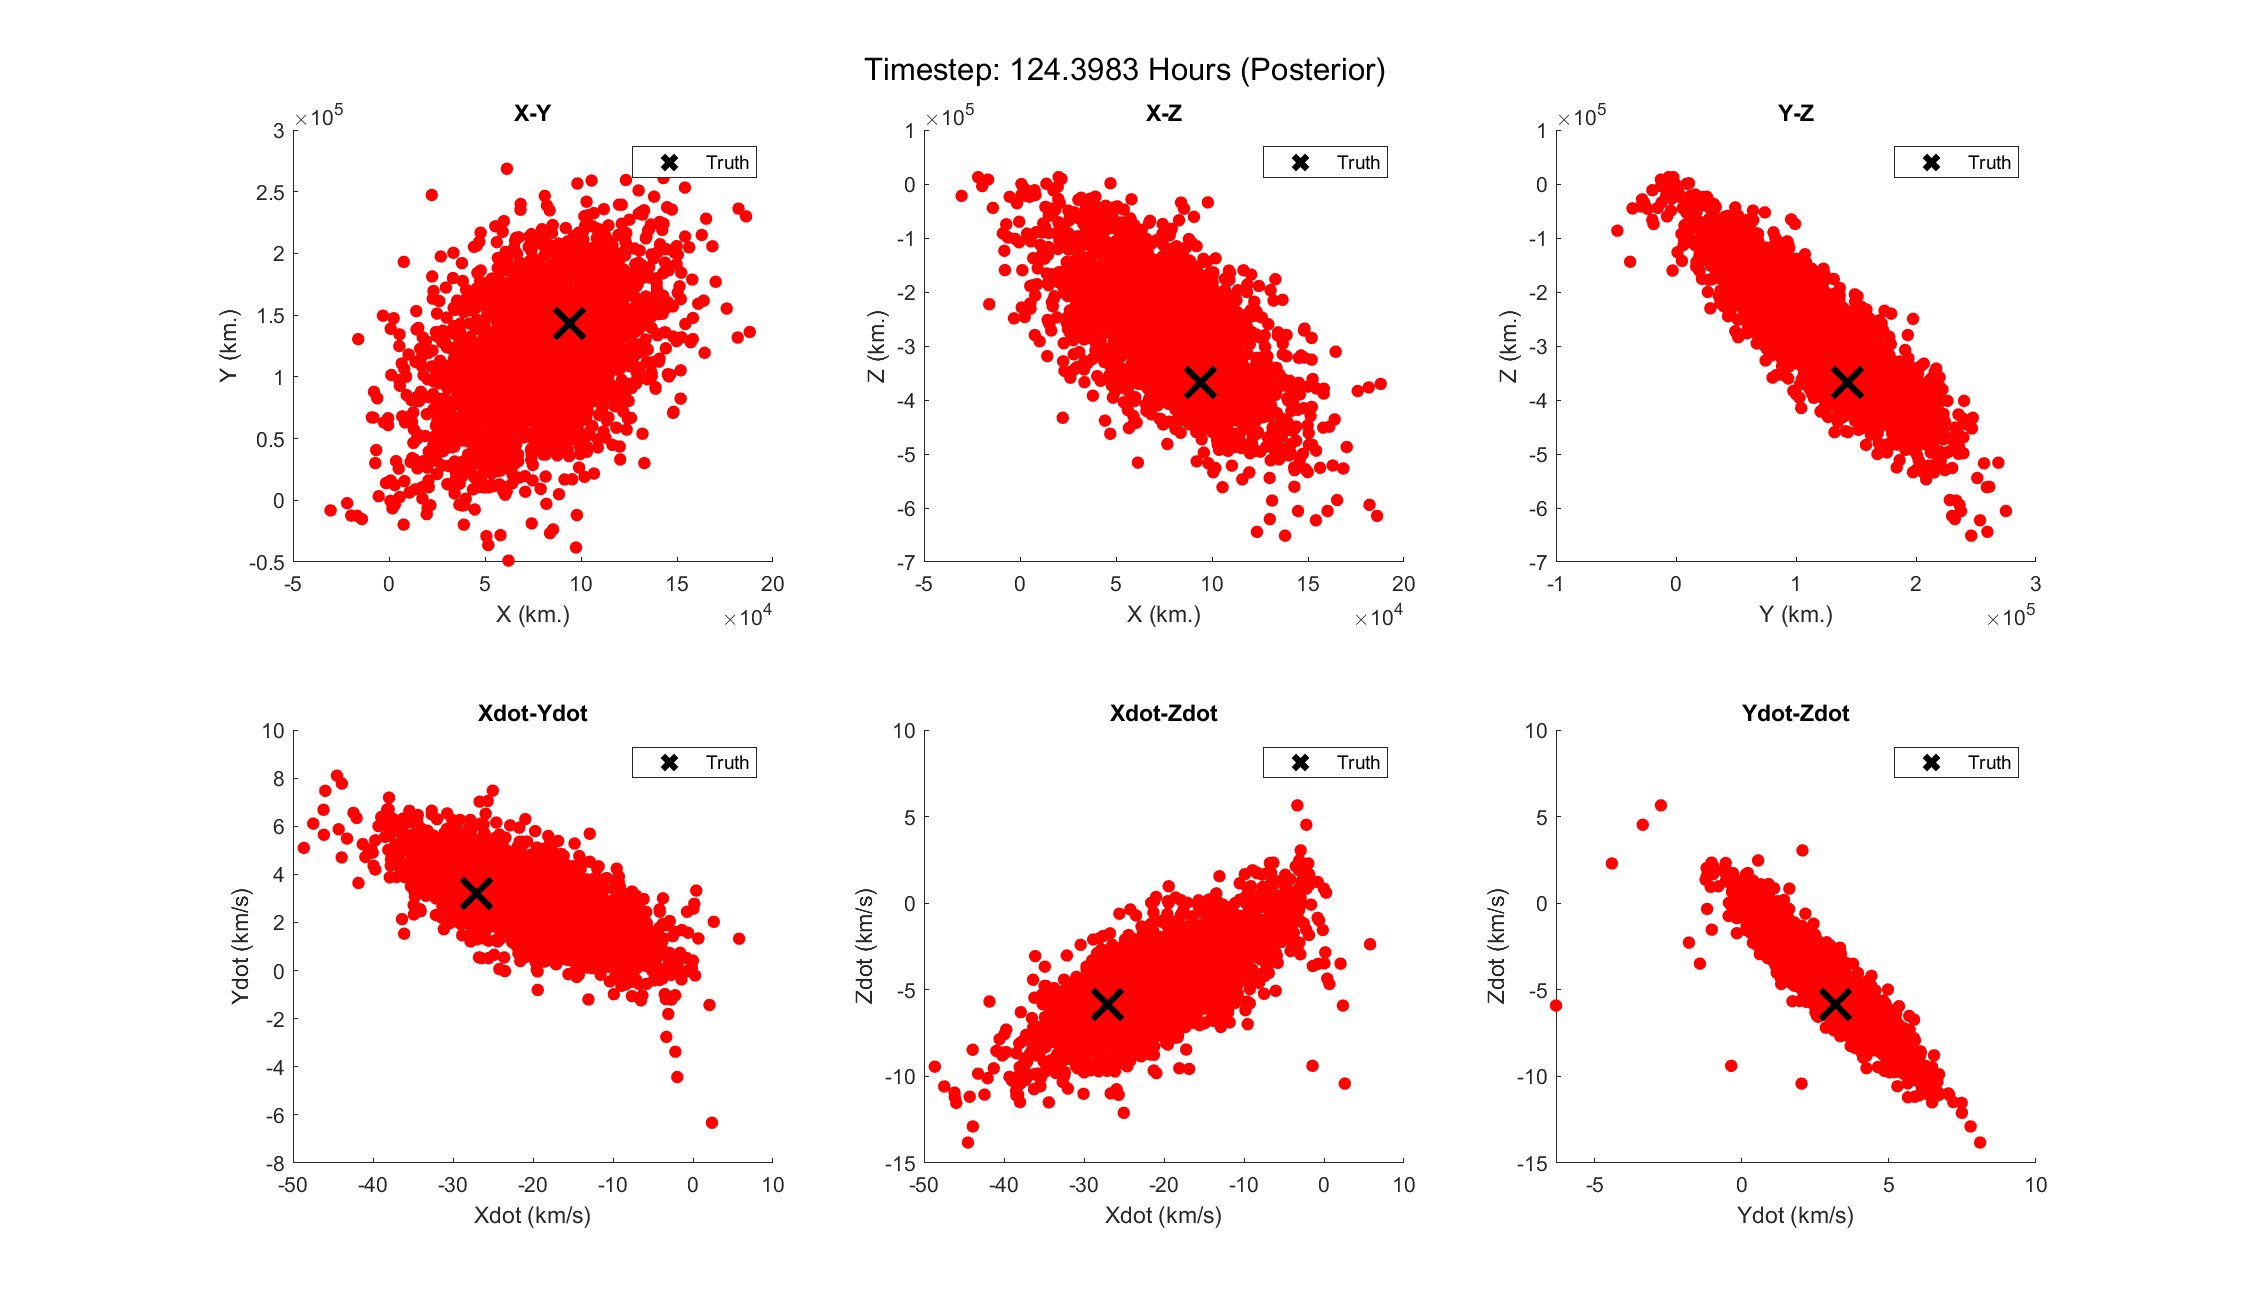 Timestep: 124.3983 Hours (Posterior)
X-Y
×10^5
3
2.5
2
1.5
1
0.5
0
-0.5
Y (km.)
Truth
-5 0 5 10 15 20
X (km.)
×10^4
X-Z
×10^5
1
0
-1
-2
-3
-4
-5
-6
-7
Z (km.)
Truth
-5 0 5 10 15 20
X (km.)
×10^4
Y-Z
×10^5
1
0
-1
-2
-3
-4
-5
-6
-7
Z (km.)
Truth
-1 0 1 2 3
Y (km.)
×10^5
Xdot-Ydot
10
8
6
4
2
0
-2
-4
-6
-8
Ydot (km/s)
Truth
-50 -40 -30 -20 -10 0 10
Xdot (km/s)
Xdot-Zdot
10
5
0
-5
-10
-15
Zdot (km/s)
Truth
-50 -40 -30 -20 -10 0 10
Xdot (km/s)
Ydot-Zdot
10
5
0
-5
-10
-15
Zdot (km/s)
Truth
-5 0 5 10
Ydot (km/s)